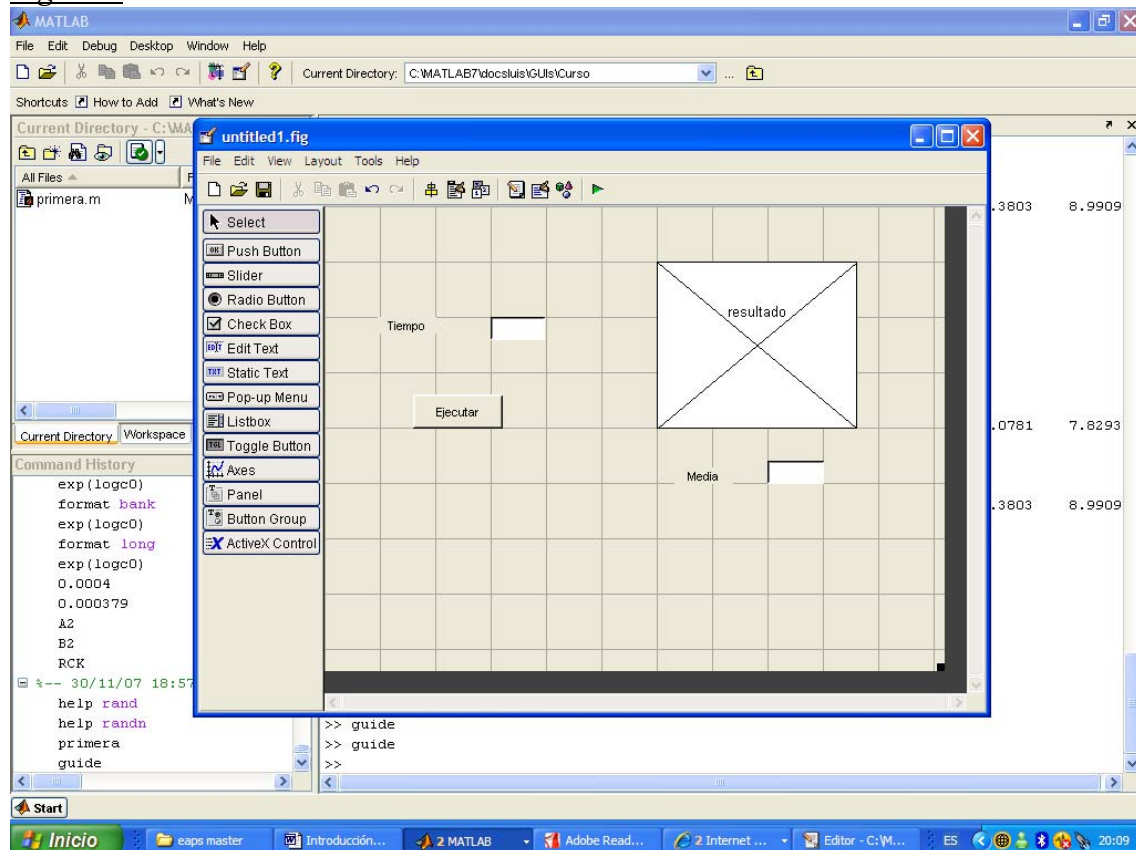 MATLAB
File Edit Debug Desktop Window Help
Current Directory: C:\MATLAB7\docsluis\GUIs\Curso
Shortcuts How to Add What's New
Current Directory - C:\MA
All Files
primera.m M
Current Directory Workspace
Command History
exp(logc0)
format bank
exp(logc0)
format long
exp(logc0)
0.0004
0.000379
A2
B2
RCK
%-- 30/11/07 18:57
help rand
help randn
primera
guide
untitled1.fig
File Edit View Layout Tools Help
Select
OK Push Button
Slider
Radio Button
Check Box
EDIT Edit Text
TXT Static Text
Pop-up Menu
Listbox
TGL Toggle Button
Axes
Panel
Button Group
ActiveX Control
Tiempo
Ejecutar
resultado
Media
.3803 8.9909
.0781 7.8293
.3803 8.9909
>> guide
>> guide
>>
Start
Inicio eaps master Introducción... 2 MATLAB Adobe Read... 2 Internet ... Editor - C:\M... ES 20:09